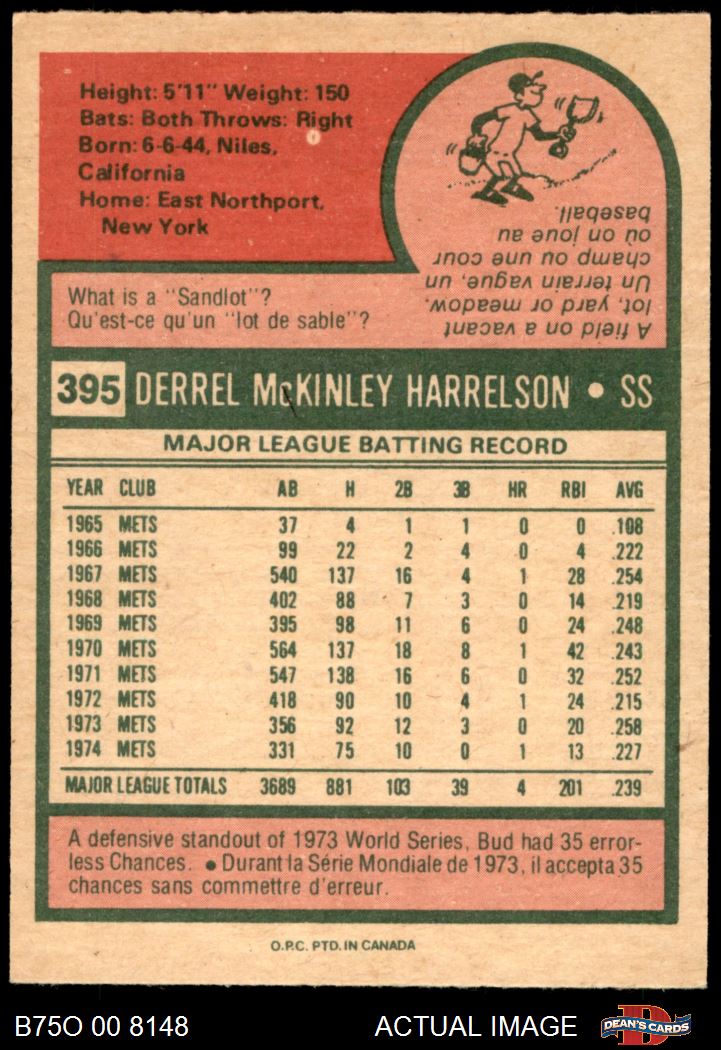 Height: 5'11" Weight: 150
Bats: Both Throws: Right
Born: 6-6-44, Niles,
California
Home: East Northport,
New York
What is a "Sandlot"?
Qu'est-ce qu'un "lot de sable"?
A field on a vacant
lot, yard or meadow.
Un terrain vague, un
champ ou une cour
où on joue au
baseball.
395 DERREL McKINLEY HARRELSON • SS
MAJOR LEAGUE BATTING RECORD
YEAR CLUB AB H 2B 3B HR RBI AVG
1965 METS 37 4 1 1 0 0 .108
1966 METS 99 22 2 4 0 4 .222
1967 METS 540 137 16 4 1 28 .254
1968 METS 402 88 7 3 0 14 .219
1969 METS 395 98 11 6 0 24 .248
1970 METS 564 137 18 8 1 42 .243
1971 METS 547 138 16 6 0 32 .252
1972 METS 418 90 10 4 1 24 .215
1973 METS 356 92 12 3 0 20 .258
1974 METS 331 75 10 0 1 13 .227
MAJOR LEAGUE TOTALS 3689 881 103 39 4 201 .239
A defensive standout of 1973 World Series, Bud had 35 error-
less Chances. • Durant la Série Mondiale de 1973, il accepta 35
chances sans commettre d'erreur.
O.P.C. PTD. IN CANADA
B75O 00 8148 ACTUAL IMAGE
D
DEAN'S CARDS